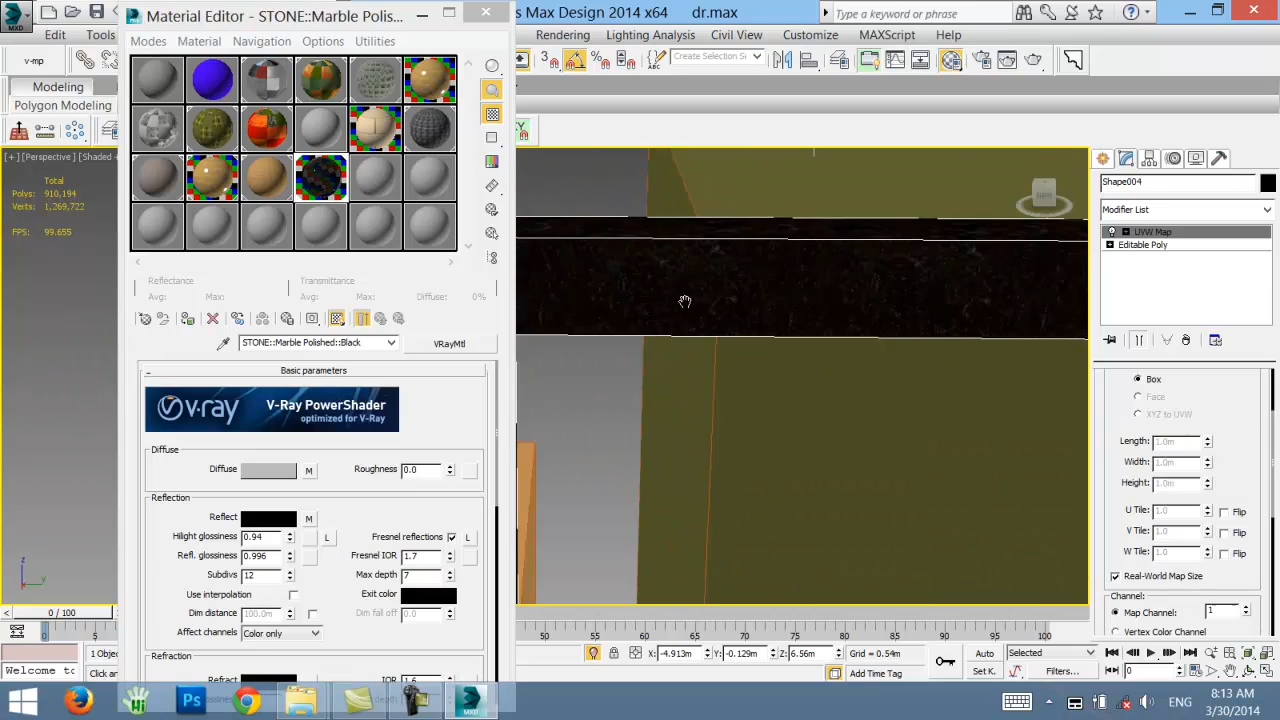 Material Editor - STONE::Marble Polis...
s Max Design 2014 x64 dr.max
Type a keyword or phrase
Modes Material Navigation Options Utilities
Edit Tools
Rendering Lighting Analysis Civil View Customize MAXScript Help
Create Selection Se
Modeling
Polygon Modeling
[+] [Perspective] [Shaded +
Total
Polys: 910,194
Verts: 1,269,722
FPS: 99.655
Reflectance
Avg: Max:
Transmittance
Avg: Max: Diffuse: 0%
STONE::Marble Polished::Black
VRayMtl
Basic parameters
v·ray
V-Ray PowerShader
optimized for V-Ray
Diffuse
Diffuse M Roughness 0.0
Reflection
Reflect M
Hilight glossiness 0.94 L Fresnel reflections L
Refl. glossiness 0.996 Fresnel IOR 1.7
Subdivs 12 Max depth 7
Use interpolation Exit color
Dim distance 100.0m Dim fall off 0.0
Affect channels Color only
Refraction
Shape004
Modifier List
UVW Map
Editable Poly
Box
Face
XYZ to UVW
Length: 1.0m
Width: 1.0m
Height: 1.0m
U Tile: 1.0 Flip
V Tile: 1.0 Flip
W Tile: 1.0 Flip
Real-World Map Size
Channel:
Map Channel: 1
Vertex Color Channel
0 / 100
0 5
50 55 60 65 70 75 80 85 90 95 100
1 Objec
X: -4.913m Y: -0.129m Z: 6.56m Grid = 0.54m
Auto Selected
Welcome tc
Click an
Add Time Tag
Set K. Filters...
0
Ps
MXD
ENG
8:13 AM
3/30/2014